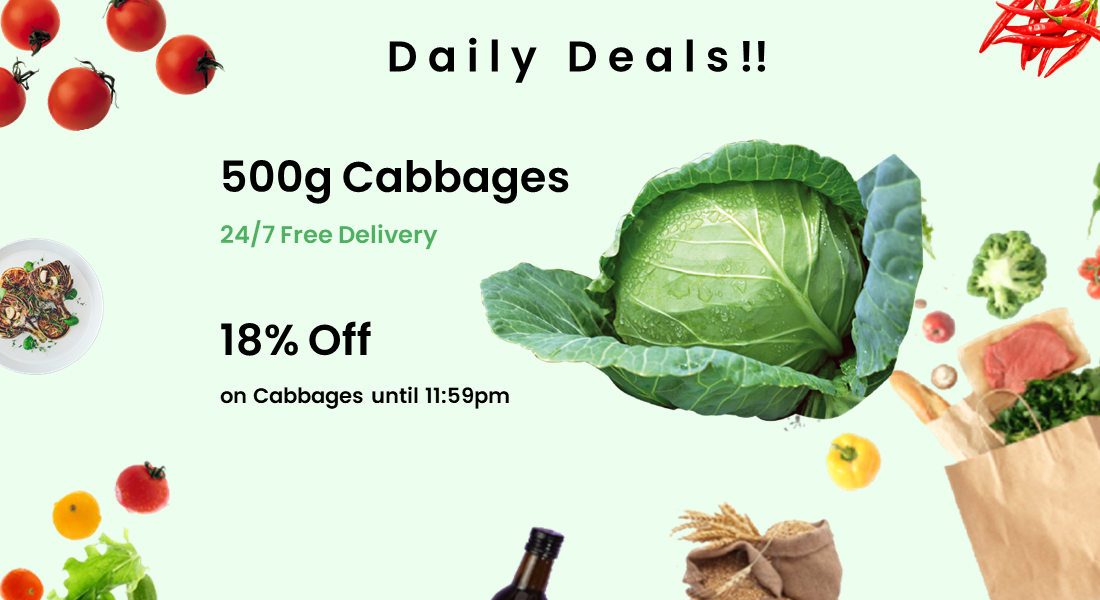 Daily Deals!!
500g Cabbages
24/7 Free Delivery
18% Off
on Cabbages until 11:59pm